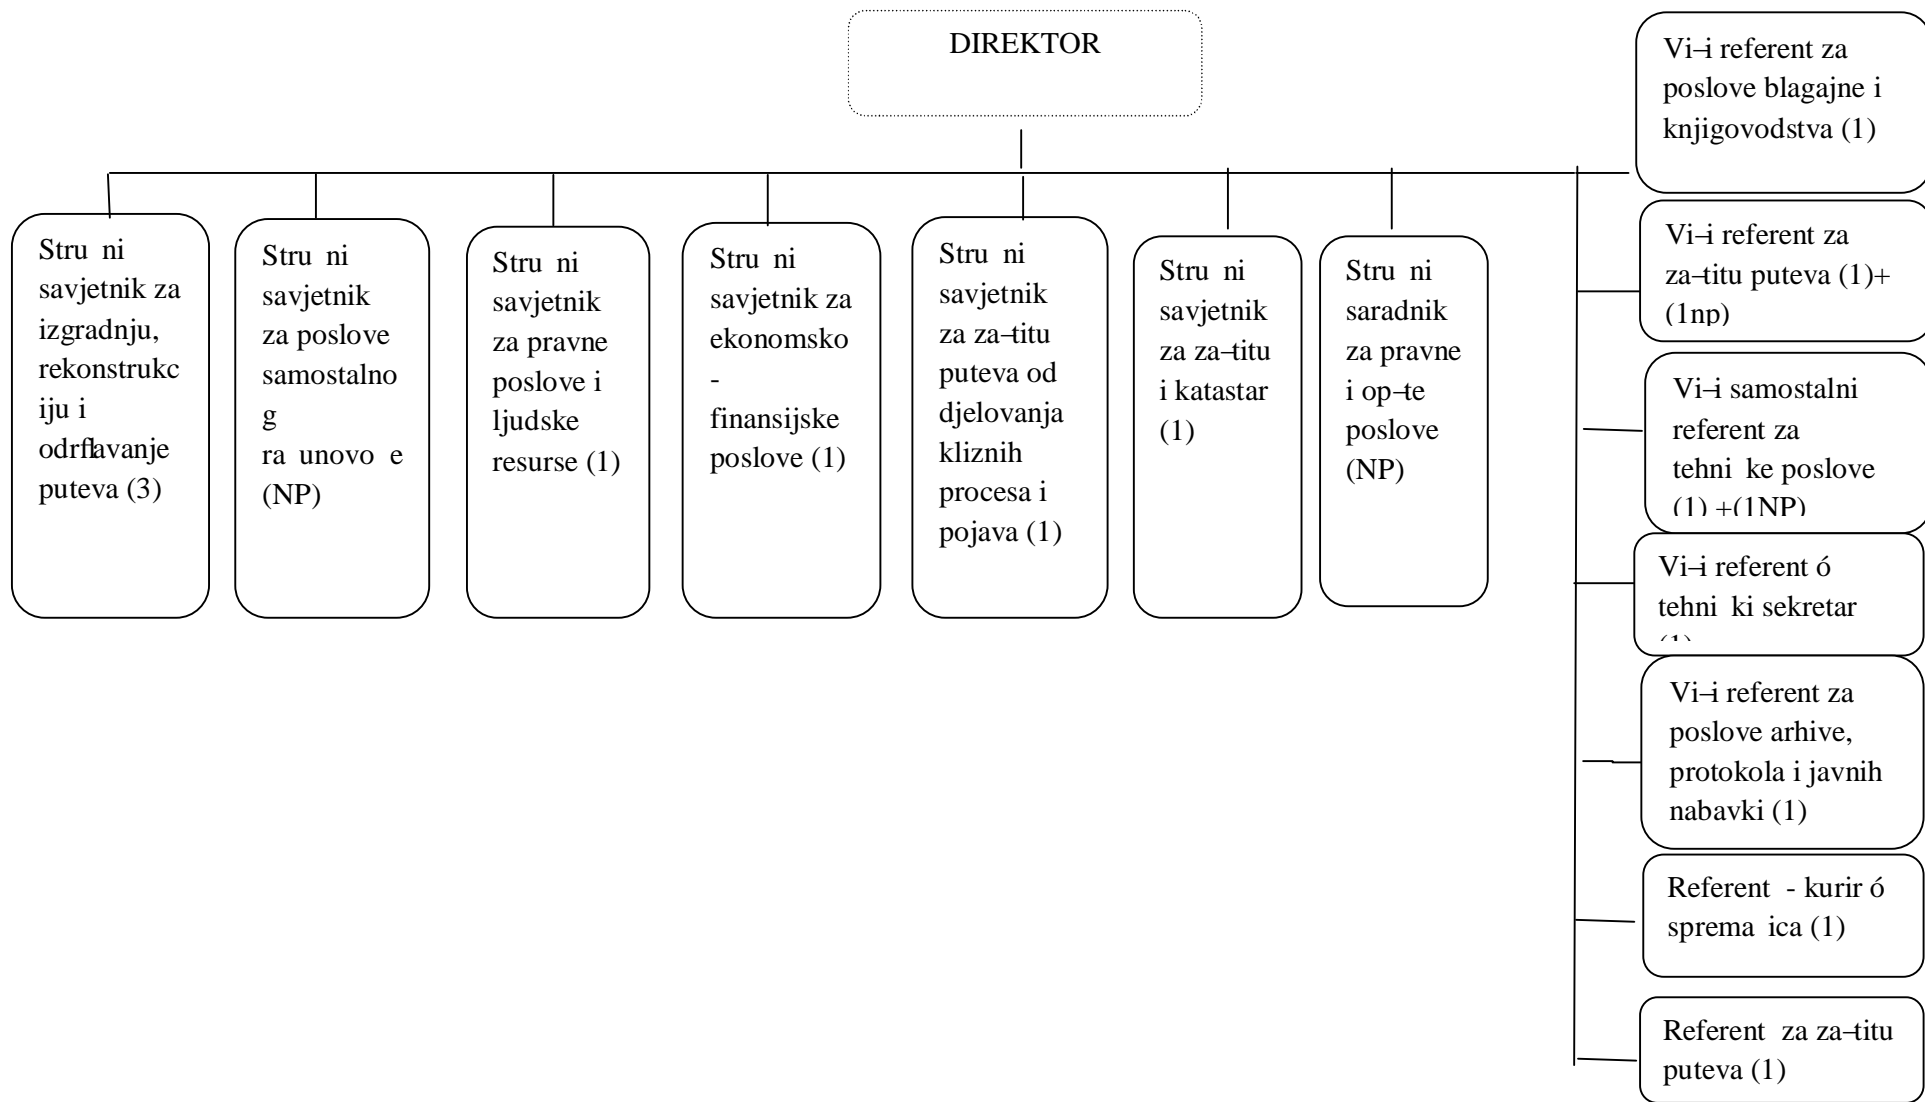 DIREKTOR
Stru ni
savjetnik za
izgradnju,
rekonstrukc
iju i
odrflavanje
puteva (3)
Stru ni
savjetnik
za poslove
samostalno
g
ra unovo e
(NP)
Stru ni
savjetnik
za pravne
poslove i
ljudske
resurse (1)
Stru ni
savjetnik za
ekonomsko
-
finansijske
poslove (1)
Stru ni
savjetnik
za za–titu
puteva od
djelovanja
kliznih
procesa i
pojava (1)
Stru ni
savjetnik
za za–titu
i katastar
(1)
Stru ni
saradnik
za pravne
i op–te
poslove
(NP)
Vi–i referent za
poslove blagajne i
knjigovodstva (1)
Vi–i referent za
za–titu puteva (1)+
(1np)
Vi–i samostalni
referent za
tehni ke poslove
(1) +(1NP)
Vi–i referent ó
tehni ki sekretar
(1)
Vi–i referent za
poslove arhive,
protokola i javnih
nabavki (1)
Referent - kurir ó
sprema ica (1)
Referent za za–titu
puteva (1)